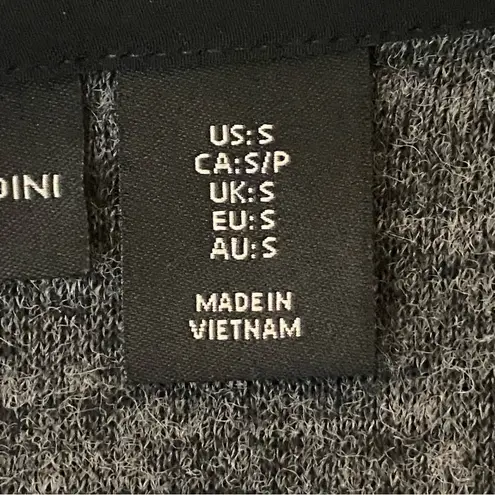 DINI
US:S
CA:S/P
UK:S
EU:S
AU:S
MADE IN
VIETNAM